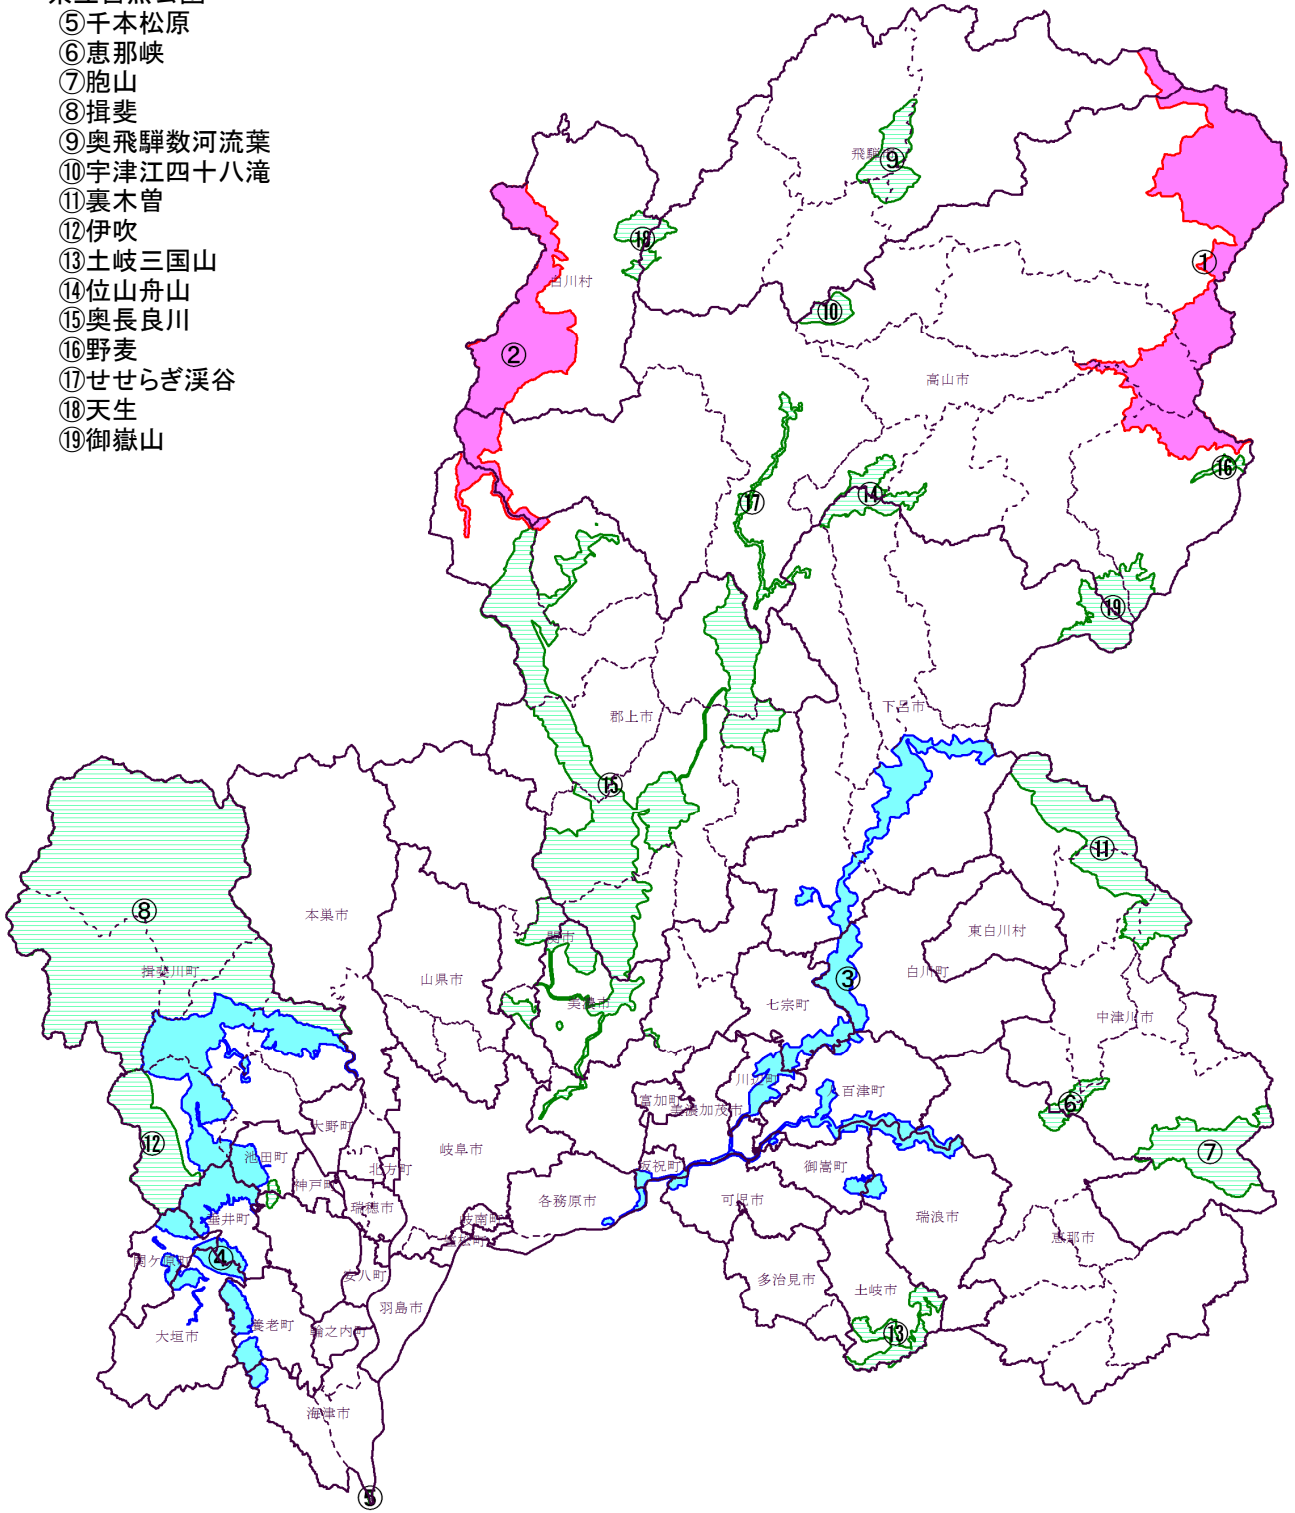 ⑤千本松原
⑥恵那峡
⑦胞山
⑧揖斐
⑨奥飛騨数河流葉
⑩宇津江四十八滝
⑪裏木曽
⑫伊吹
⑬土岐三国山
⑭位山舟山
⑮奥長良川
⑯野麦
⑰せせらぎ渓谷
⑱天生
⑲御嶽山
飛騨
⑨
⑱
①
白川村
⑩
②
高山市
⑯
⑭
⑰
⑲
下呂市
郡上市
⑮
⑪
⑧
本巣市
東白川村
関市
揖斐川町
山県市
③
白川町
七宗町
美濃市
中津川市
川辺町
百津町
富加町
美濃加茂市
⑥
大野町
⑫
岐阜市
⑦
池田町
北方町
坂祝町
御嵩町
神戸町
各務原市
可児市
瑞穂市
岐南町
瑞浪市
垂井町
恵那市
笠松町
関ケ原町
④
安八町
多治見市
土岐市
羽島市
大垣市
養老町
輪之内町
⑬
海津市
⑤